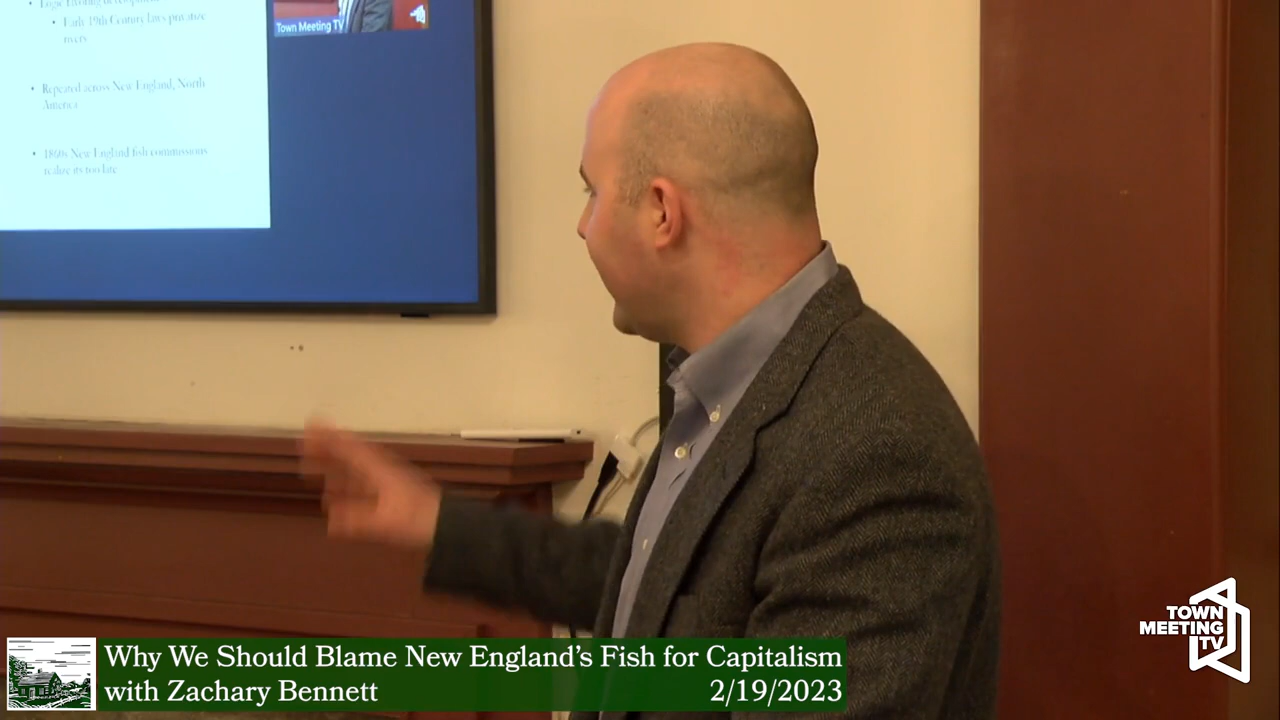 Early 19th Century laws privatize
rivers
Repeated across New England, North
America
1860s New England fish commissions
realize its too late
Town Meeting TV
Why We Should Blame New England's Fish for Capitalism
with Zachary Bennett
2/19/2023
TOWN
MEETING
TV